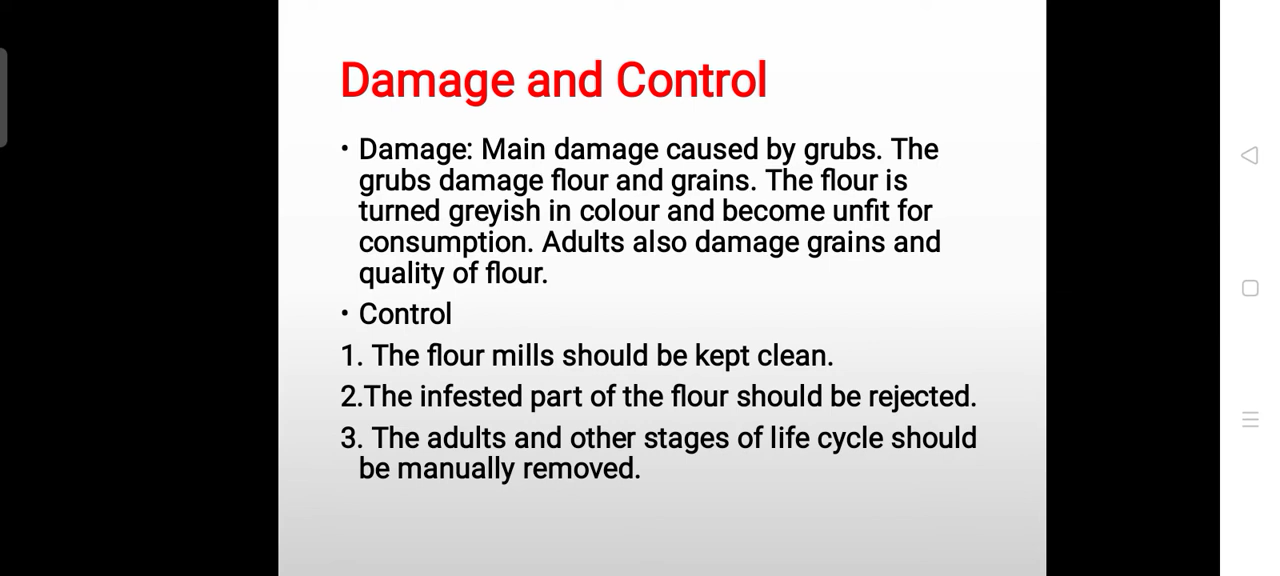 Damage and Control
• Damage: Main damage caused by grubs. The
grubs damage flour and grains. The flour is
turned greyish in colour and become unfit for
consumption. Adults also damage grains and
quality of flour.
• Control
1. The flour mills should be kept clean.
2.The infested part of the flour should be rejected.
3. The adults and other stages of life cycle should
be manually removed.